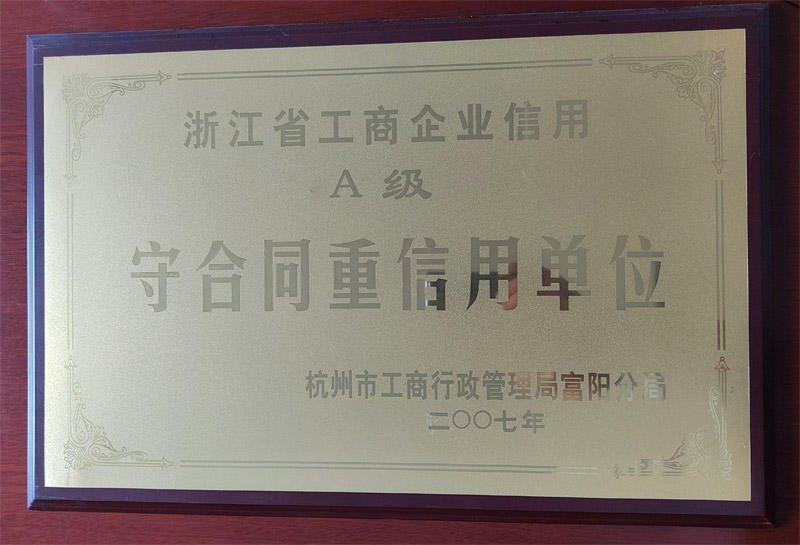 浙江省工商企业信用
A 级
守合同重信用单位
杭州市工商行政管理局富阳分局
二〇〇七年